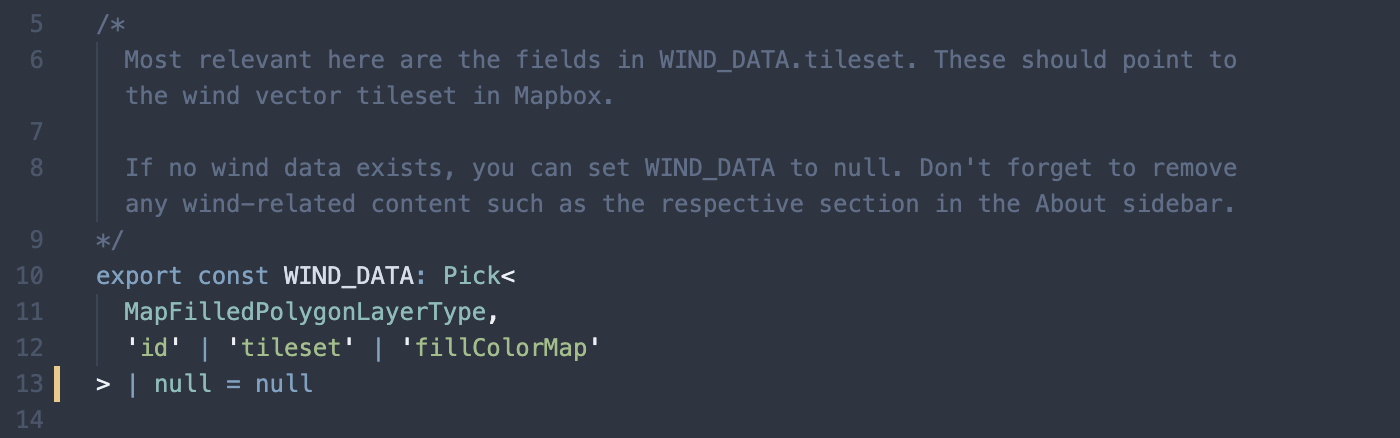 5 /*
6 Most relevant here are the fields in WIND_DATA.tileset. These should point to
the wind vector tileset in Mapbox.
7
8 If no wind data exists, you can set WIND_DATA to null. Don't forget to remove
any wind-related content such as the respective section in the About sidebar.
9 */
10 export const WIND_DATA: Pick<
11 MapFilledPolygonLayerType,
12 'id' | 'tileset' | 'fillColorMap'
13 > | null = null
14